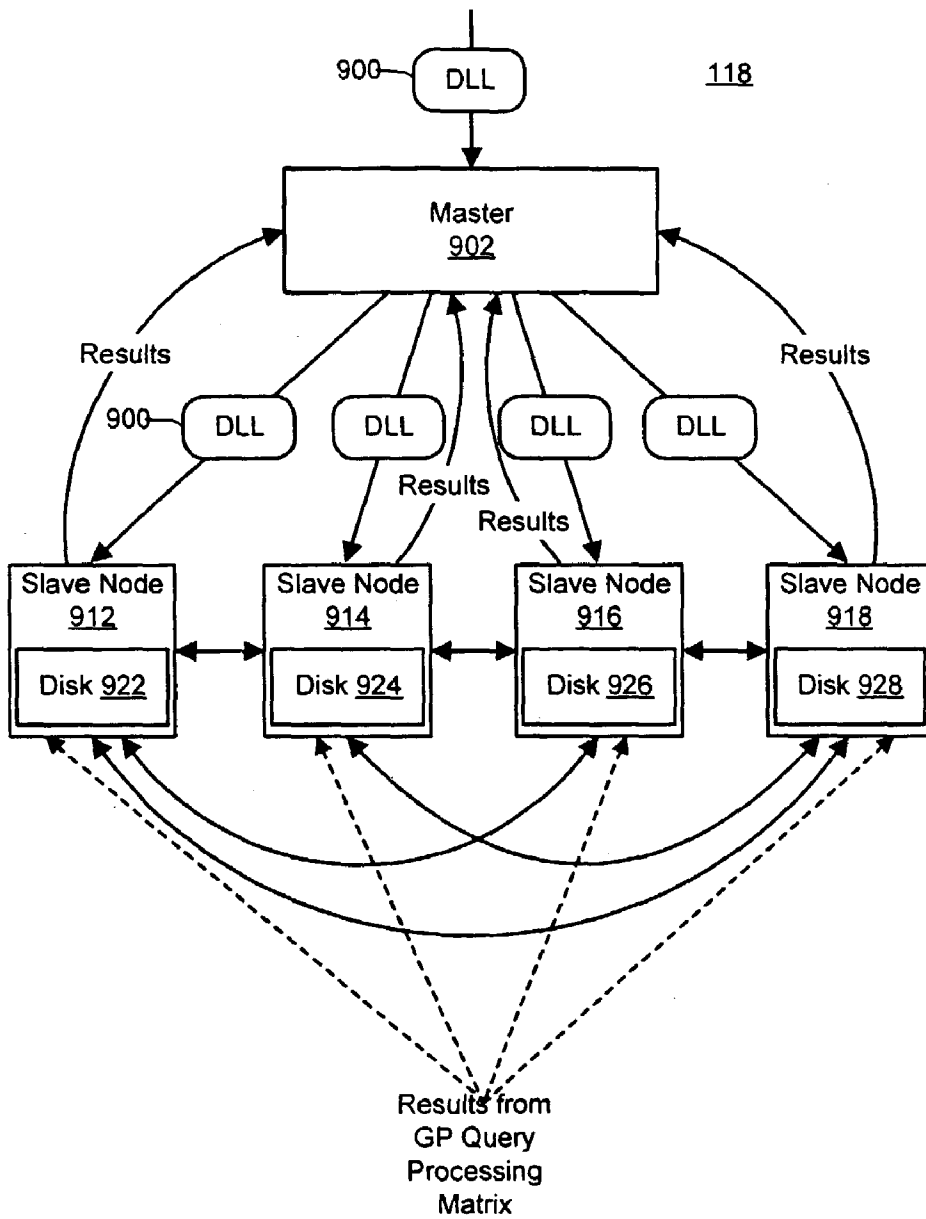 900
DLL
118
Master
902
Results
Results
900
DLL
DLL
DLL
DLL
Results
Results
Slave Node
912
Disk 922
Slave Node
914
Disk 924
Slave Node
916
Disk 926
Slave Node
918
Disk 928
Results from
GP Query
Processing
Matrix